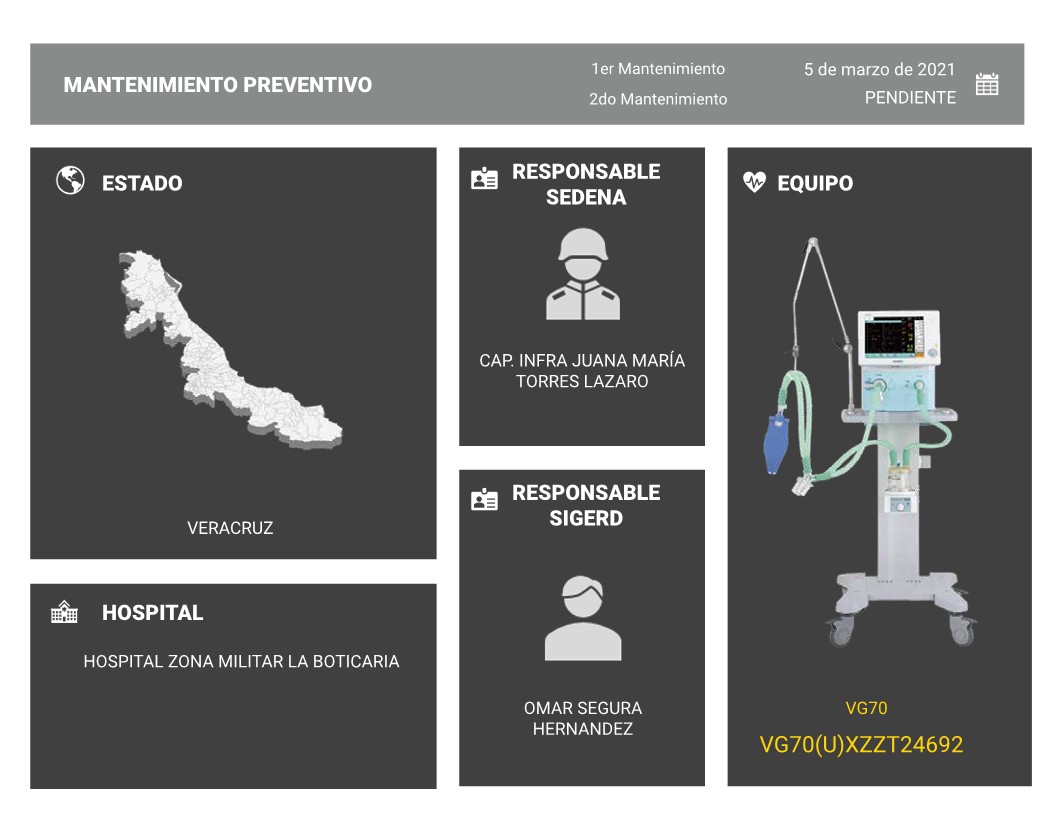 MANTENIMIENTO PREVENTIVO
1er Mantenimiento
5 de marzo de 2021
2do Mantenimiento
PENDIENTE
ESTADO
VERACRUZ
HOSPITAL
HOSPITAL ZONA MILITAR LA BOTICARIA
RESPONSABLE
SEDENA
CAP. INFRA JUANA MARÍA
TORRES LAZARO
RESPONSABLE
SIGERD
OMAR SEGURA
HERNANDEZ
EQUIPO
VG70
VG70(U)XZZT24692